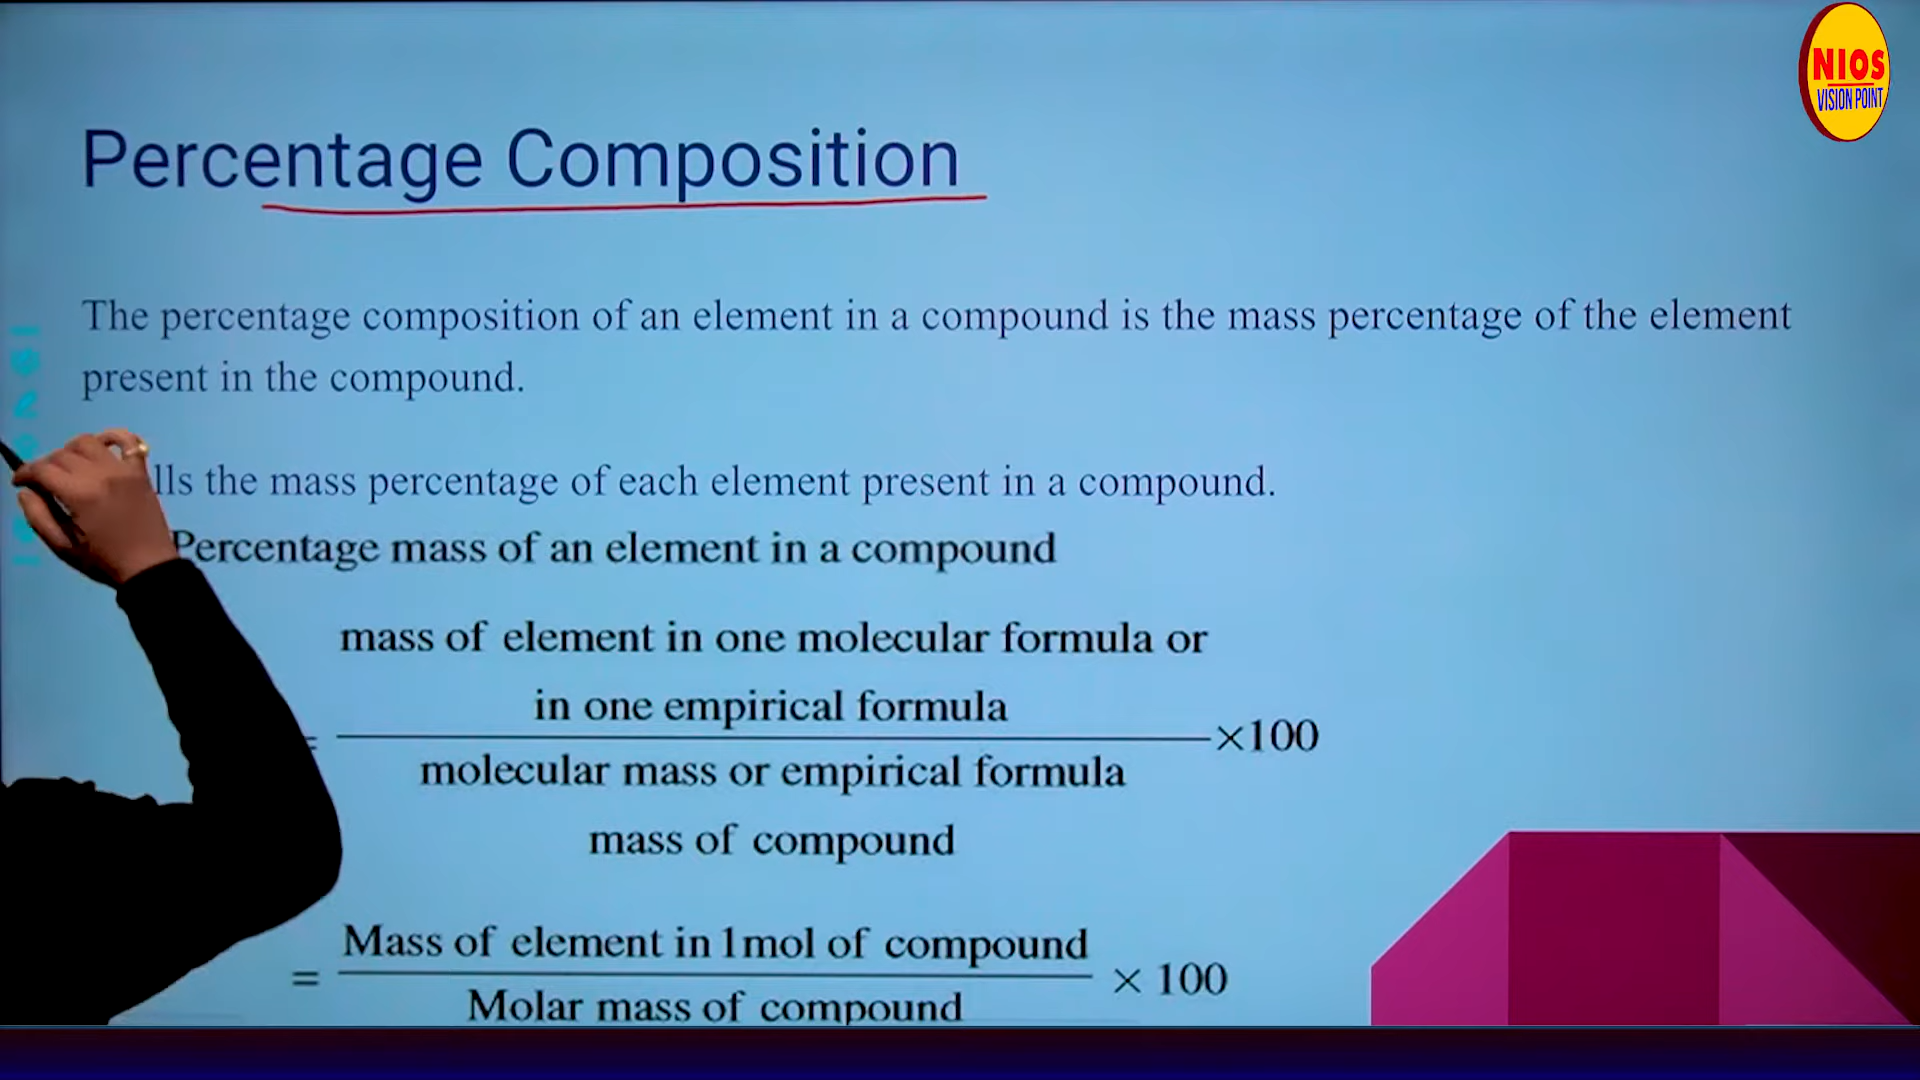 NIOS
VISION POINT
Percentage Composition
The percentage composition of an element in a compound is the mass percentage of the element
present in the compound.
the mass percentage of each element present in a compound.
Percentage mass of an element in a compound
mass of element in one molecular formula or
in one empirical formula
= ×100
molecular mass or empirical formula
mass of compound
Mass of element in 1mol of compound
= × 100
Molar mass of compound